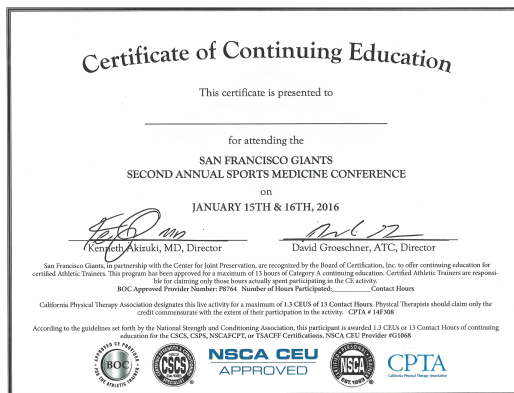 Certificate of Continuing Education
This certificate is presented to
for attending the
SAN FRANCISCO GIANTS
SECOND ANNUAL SPORTS MEDICINE CONFERENCE
on
JANUARY 15TH & 16TH, 2016
Kenneth Akizuki, MD, Director
David Groeschner, ATC, Director
San Francisco Giants, in partnership with the Center for Joint Preservation, are recognized by the Board of Certification, Inc. to offer continuing education for
certified Athletic Trainers. This program has been approved for a maximum of 13 hours of Category A continuing education. Certified Athletic Trainers are responsi-
ble for claiming only those hours actually spent participating in the CE activity.
BOC Approved Provider Number: P8764 Number of Hours Participated: Contact Hours
California Physical Therapy Association designates this live activity for a maximum of 1.3 CEUS of 13 Contact Hours. Physical Therapists should claim only the
credit commensurate with the extent of their participation in the activity. CPTA # 14F308
According to the guidelines set forth by the National Strength and Conditioning Association, this participant is awarded 1.3 CEUs or 13 Contact Hours of continuing
education for the CSCS, CSPS, NSCAFCPT, or TSACFF Certifications. NSCA CEU Provider #G1068
APPROVED CE PROVIDER
BOC
FOR THE ATHLETIC TRAINER
NSCA
CSCS
NSCA CEU
APPROVED
NSCA
EST. 1993
CPTA
California Physical Therapy Association